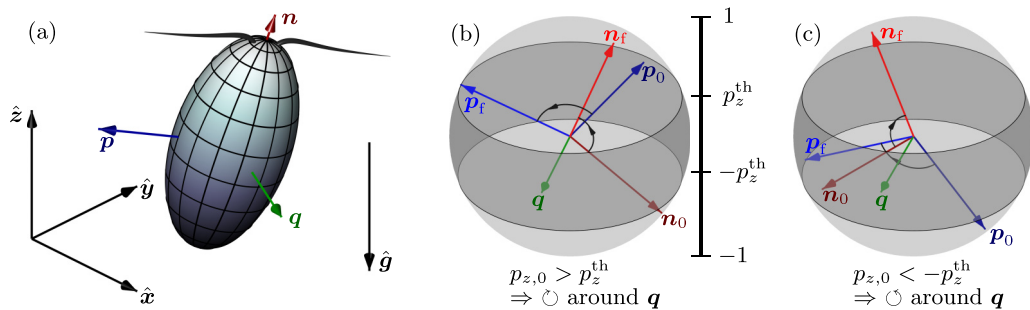 (a)
n
ẑ
p
ŷ
q
x̂
ĝ
(b)
n_f
p_0
p_f
q
n_0
p_{z,0} > p_z^{th}
⇒ ↻ around q
1
p_z^{th}
−p_z^{th}
−1
(c)
n_f
p_f
n_0
q
p_0
p_{z,0} < −p_z^{th}
⇒ ↺ around q